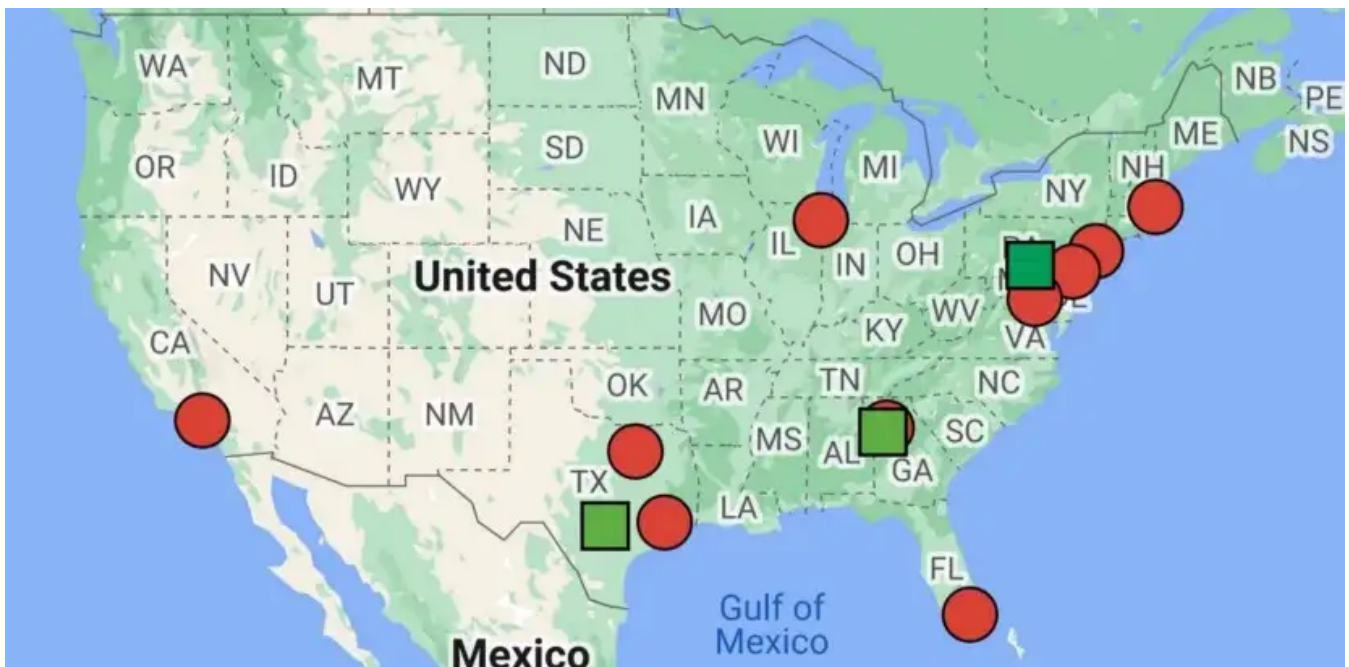 WA
MT
ND
MN
NB
PE
OR
ID
SD
WI
MI
ME
NS
WY
NH
NY
IA
NE
IL
IN
OH
NV
UT
United States
MO
WV
KY
VA
CA
OK
AR
TN
NC
AZ
NM
MS
AL
SC
GA
TX
LA
FL
Gulf of
Mexico
Mexico